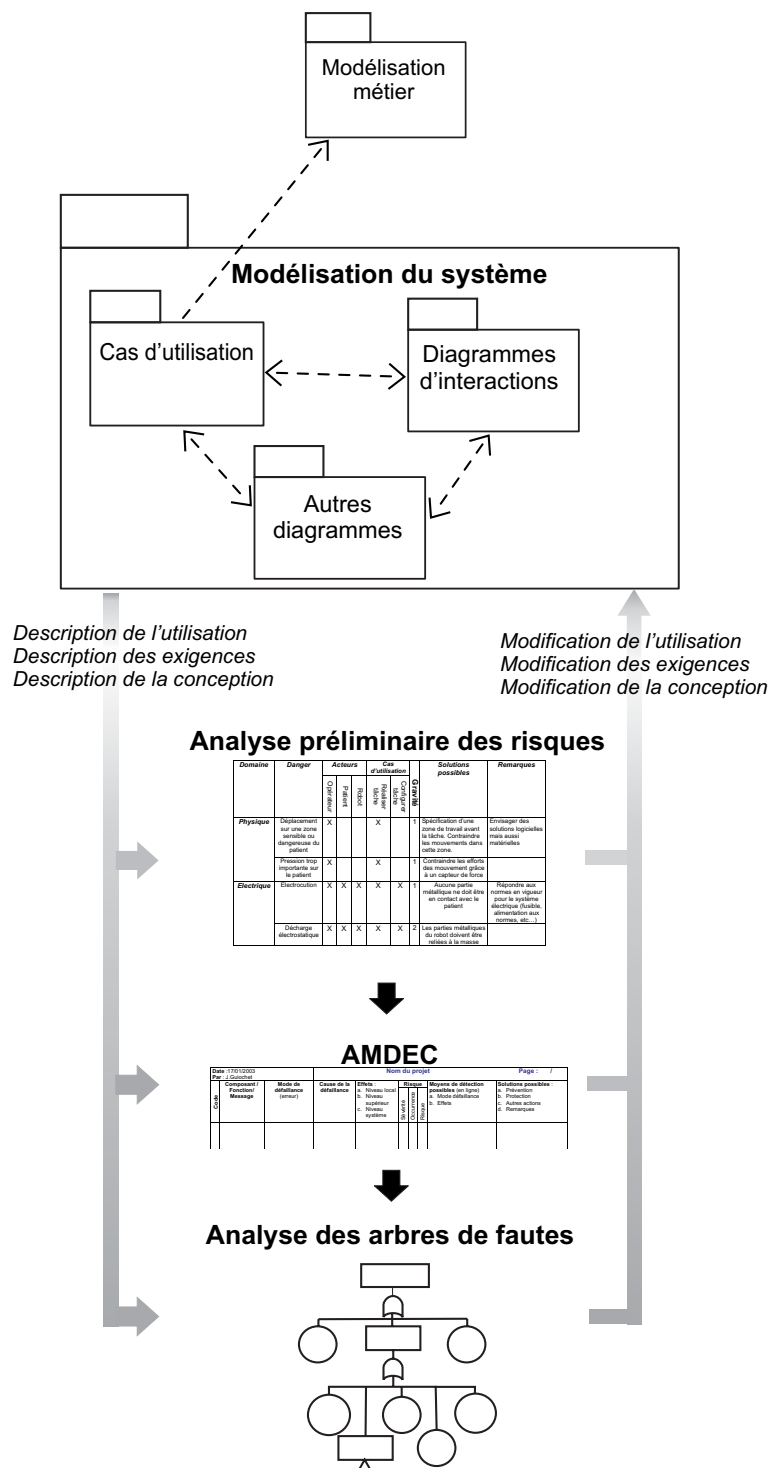 Modélisation
métier
Modélisation du système
Cas d'utilisation
Diagrammes
d'interactions
Autres
diagrammes
Description de l'utilisation
Description des exigences
Description de la conception
Modification de l'utilisation
Modification des exigences
Modification de la conception
Analyse préliminaire des risques
Domaine
Danger
Acteurs
Cas
d'utilisation
Gravité
Solutions
possibles
Remarques
Opérateur
Patient
Robot
Réaliser
tâche
Configurer
tâche
Physique
Déplacement
sur une zone
sensible ou
dangereuse du
patient
X
X
1
Spécification d'une
zone de travail avant
la tâche. Contraindre
les mouvements dans
cette zone.
Envisager des
solutions logicielles
mais aussi
matérielles
Pression trop
importante sur
le patient
X
X
1
Contraindre les efforts
des mouvement grâce
à un capteur de force
Electrique
Electrocution
X
X
X
X
X
1
Aucune partie
métallique ne doit être
en contact avec le
patient
Répondre aux
normes en vigueur
pour le système
électrique (fusible,
alimentation aux
normes, etc…)
Décharge
électrostatique
X
X
X
X
X
2
Les parties métalliques
du robot doivent être
reliées à la masse
AMDEC
Date :17/01/2003
Par : J.Guiochet
Nom du projet
Page : /
Code
Composant /
Fonction/
Message
Mode de
défaillance
(erreur)
Cause de la
défaillance
Effets :
a. Niveau local
b. Niveau
supérieur
c. Niveau
système
Risque
Sévérité
Occurrence
Risque
Moyens de détection
possibles (en ligne)
a. Mode défaillance
b. Effets
Solutions possibles :
a. Prévention
b. Protection
c. Autres actions
d. Remarques
Analyse des arbres de fautes